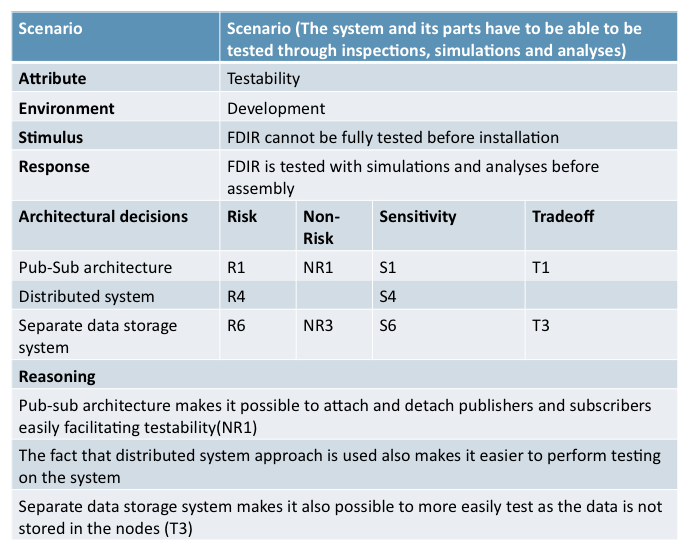 Scenario
Scenario (The system and its parts have to be able to be
tested through inspections, simulations and analyses)
Attribute
Testability
Environment
Development
Stimulus
FDIR cannot be fully tested before installation
Response
FDIR is tested with simulations and analyses before
assembly
Architectural decisions
Risk
Non-
Risk
Sensitivity
Tradeoff
Pub-Sub architecture
R1
NR1
S1
T1
Distributed system
R4
S4
Separate data storage
system
R6
NR3
S6
T3
Reasoning
Pub-sub architecture makes it possible to attach and detach publishers and subscribers
easily facilitating testability(NR1)
The fact that distributed system approach is used also makes it easier to perform testing
on the system
Separate data storage system makes it also possible to more easily test as the data is not
stored in the nodes (T3)